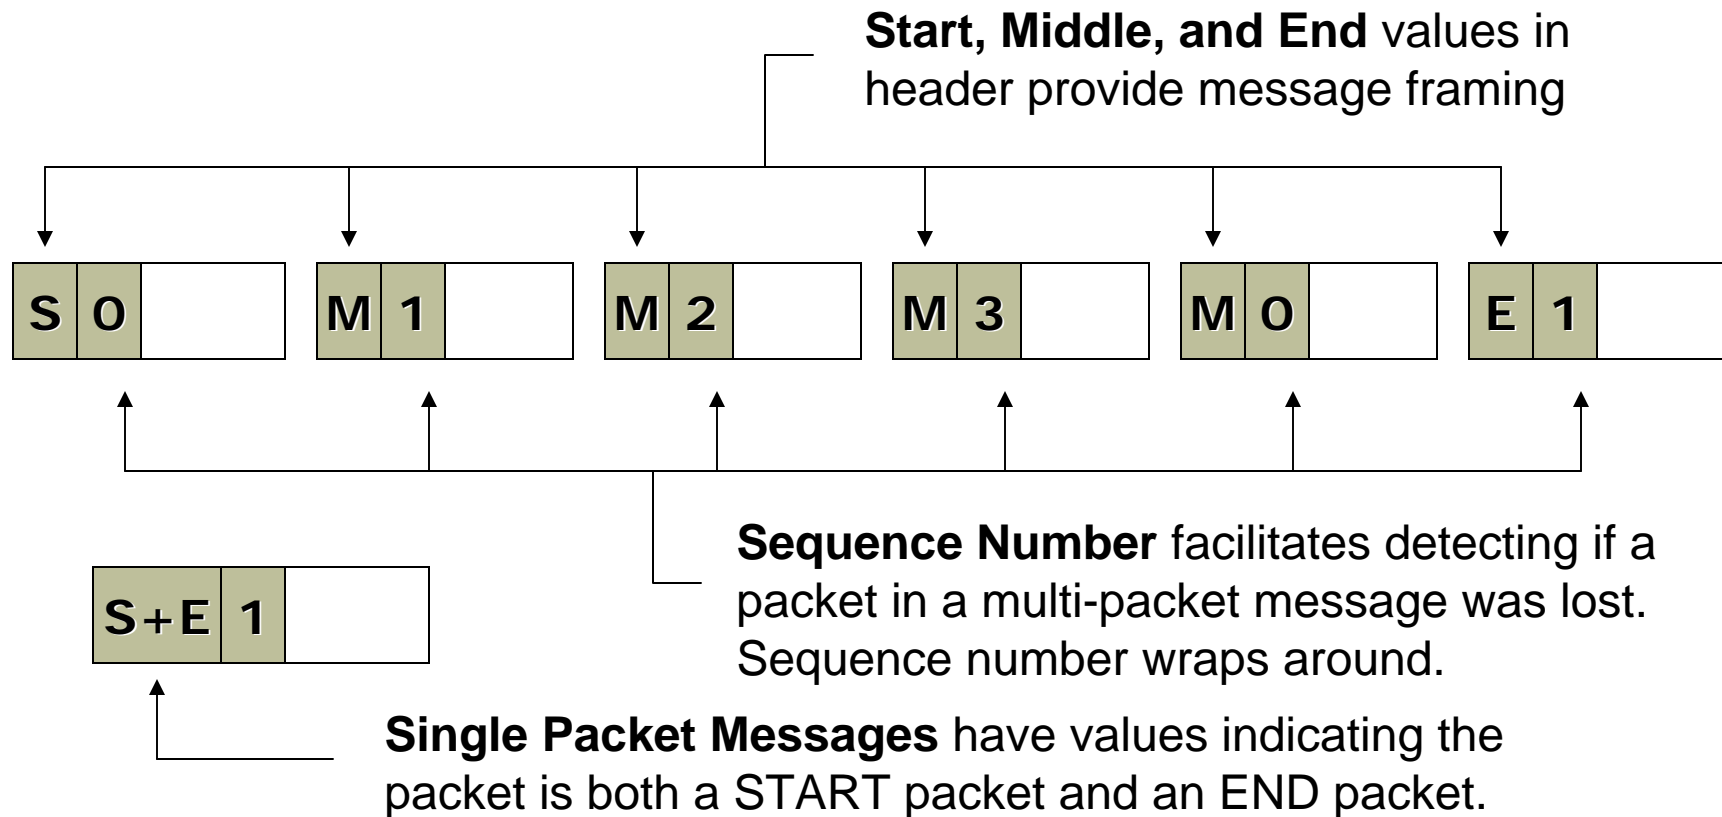 Start, Middle, and End values in
header provide message framing
S 0 M 1 M 2 M 3 M 0 E 1
Sequence Number facilitates detecting if a
packet in a multi-packet message was lost.
Sequence number wraps around.
S+E 1
Single Packet Messages have values indicating the
packet is both a START packet and an END packet.